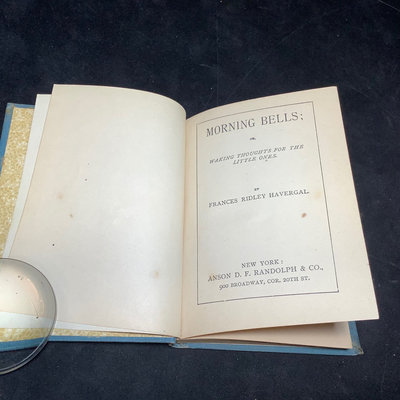 MORNING BELLS;
OR,
WAKING THOUGHTS FOR THE
LITTLE ONES.
BY
FRANCES RIDLEY HAVERGAL.
NEW YORK:
ANSON D. F. RANDOLPH & CO.,
900 BROADWAY, COR. 20TH ST.